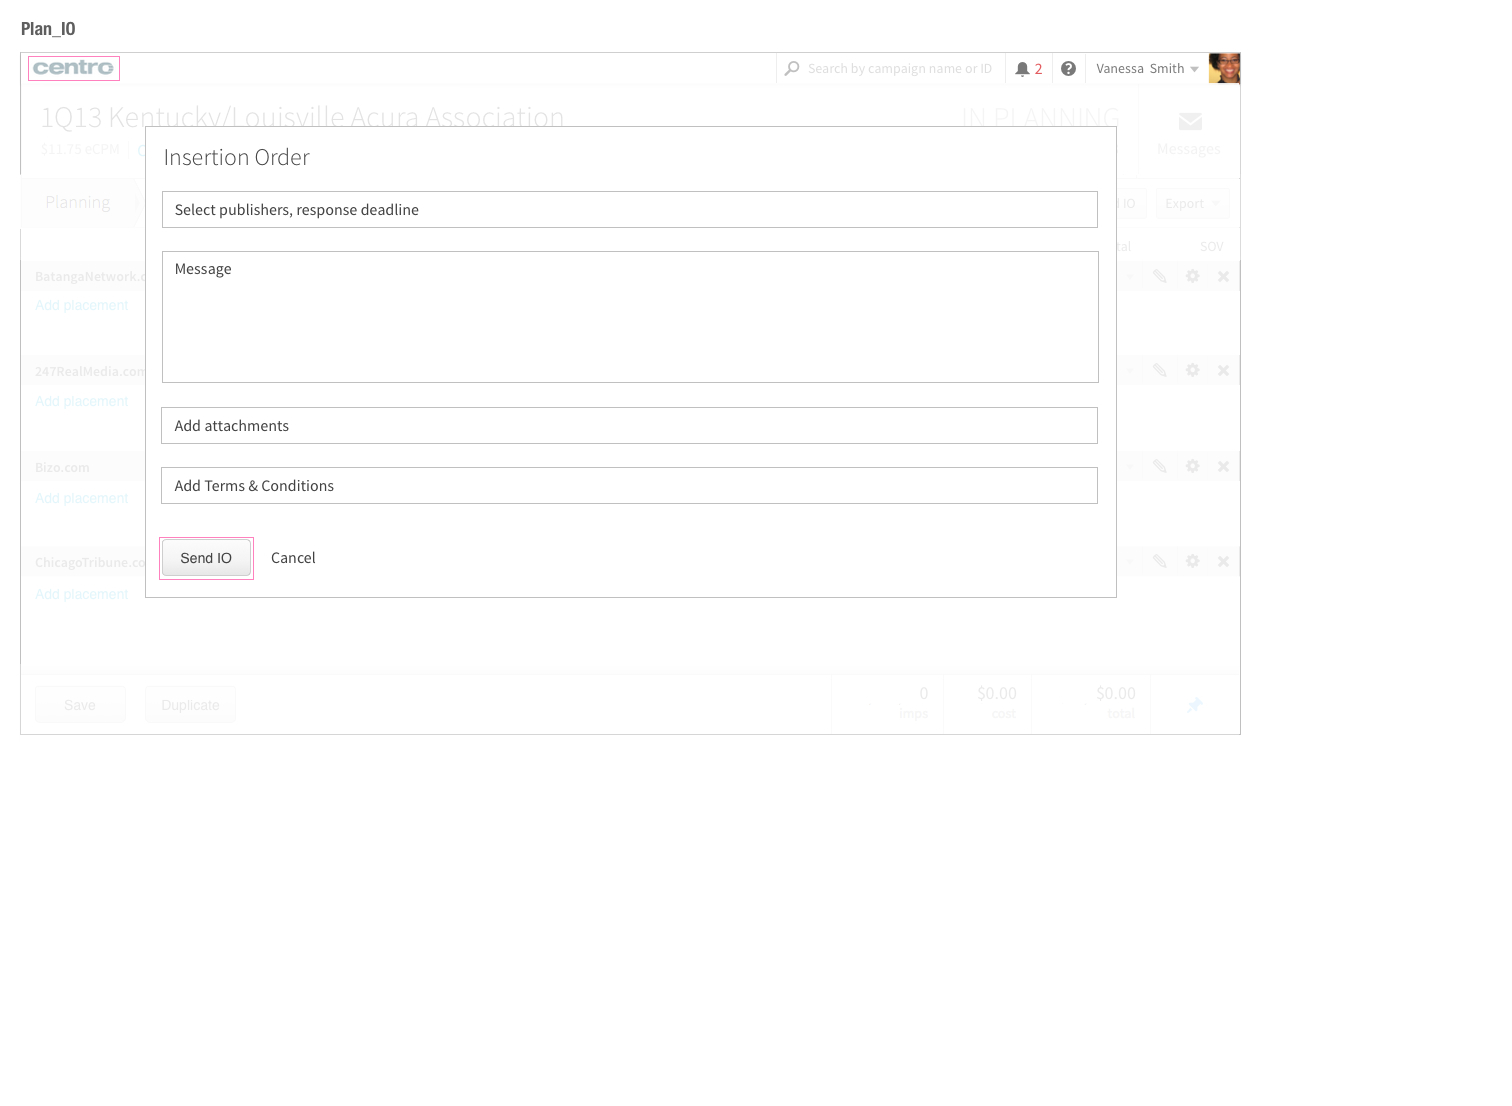 Plan_IO
centro
Search by campaign name or ID
2
Vanessa Smith
1Q13 Kentucky/Louisville Acura Association
IN PLANNING
$11.75 eCPM
Messages
Insertion Order
Planning
Select publishers, response deadline
IO
Export
SOV
Message
BatangaNetwork.c
Add placement
247RealMedia.com
Add placement
Add attachments
Bizo.com
Add Terms & Conditions
Add placement
Send IO
Cancel
ChicagoTribune.co
Add placement
Save
Duplicate
0
imps
$0.00
cost
$0.00
total